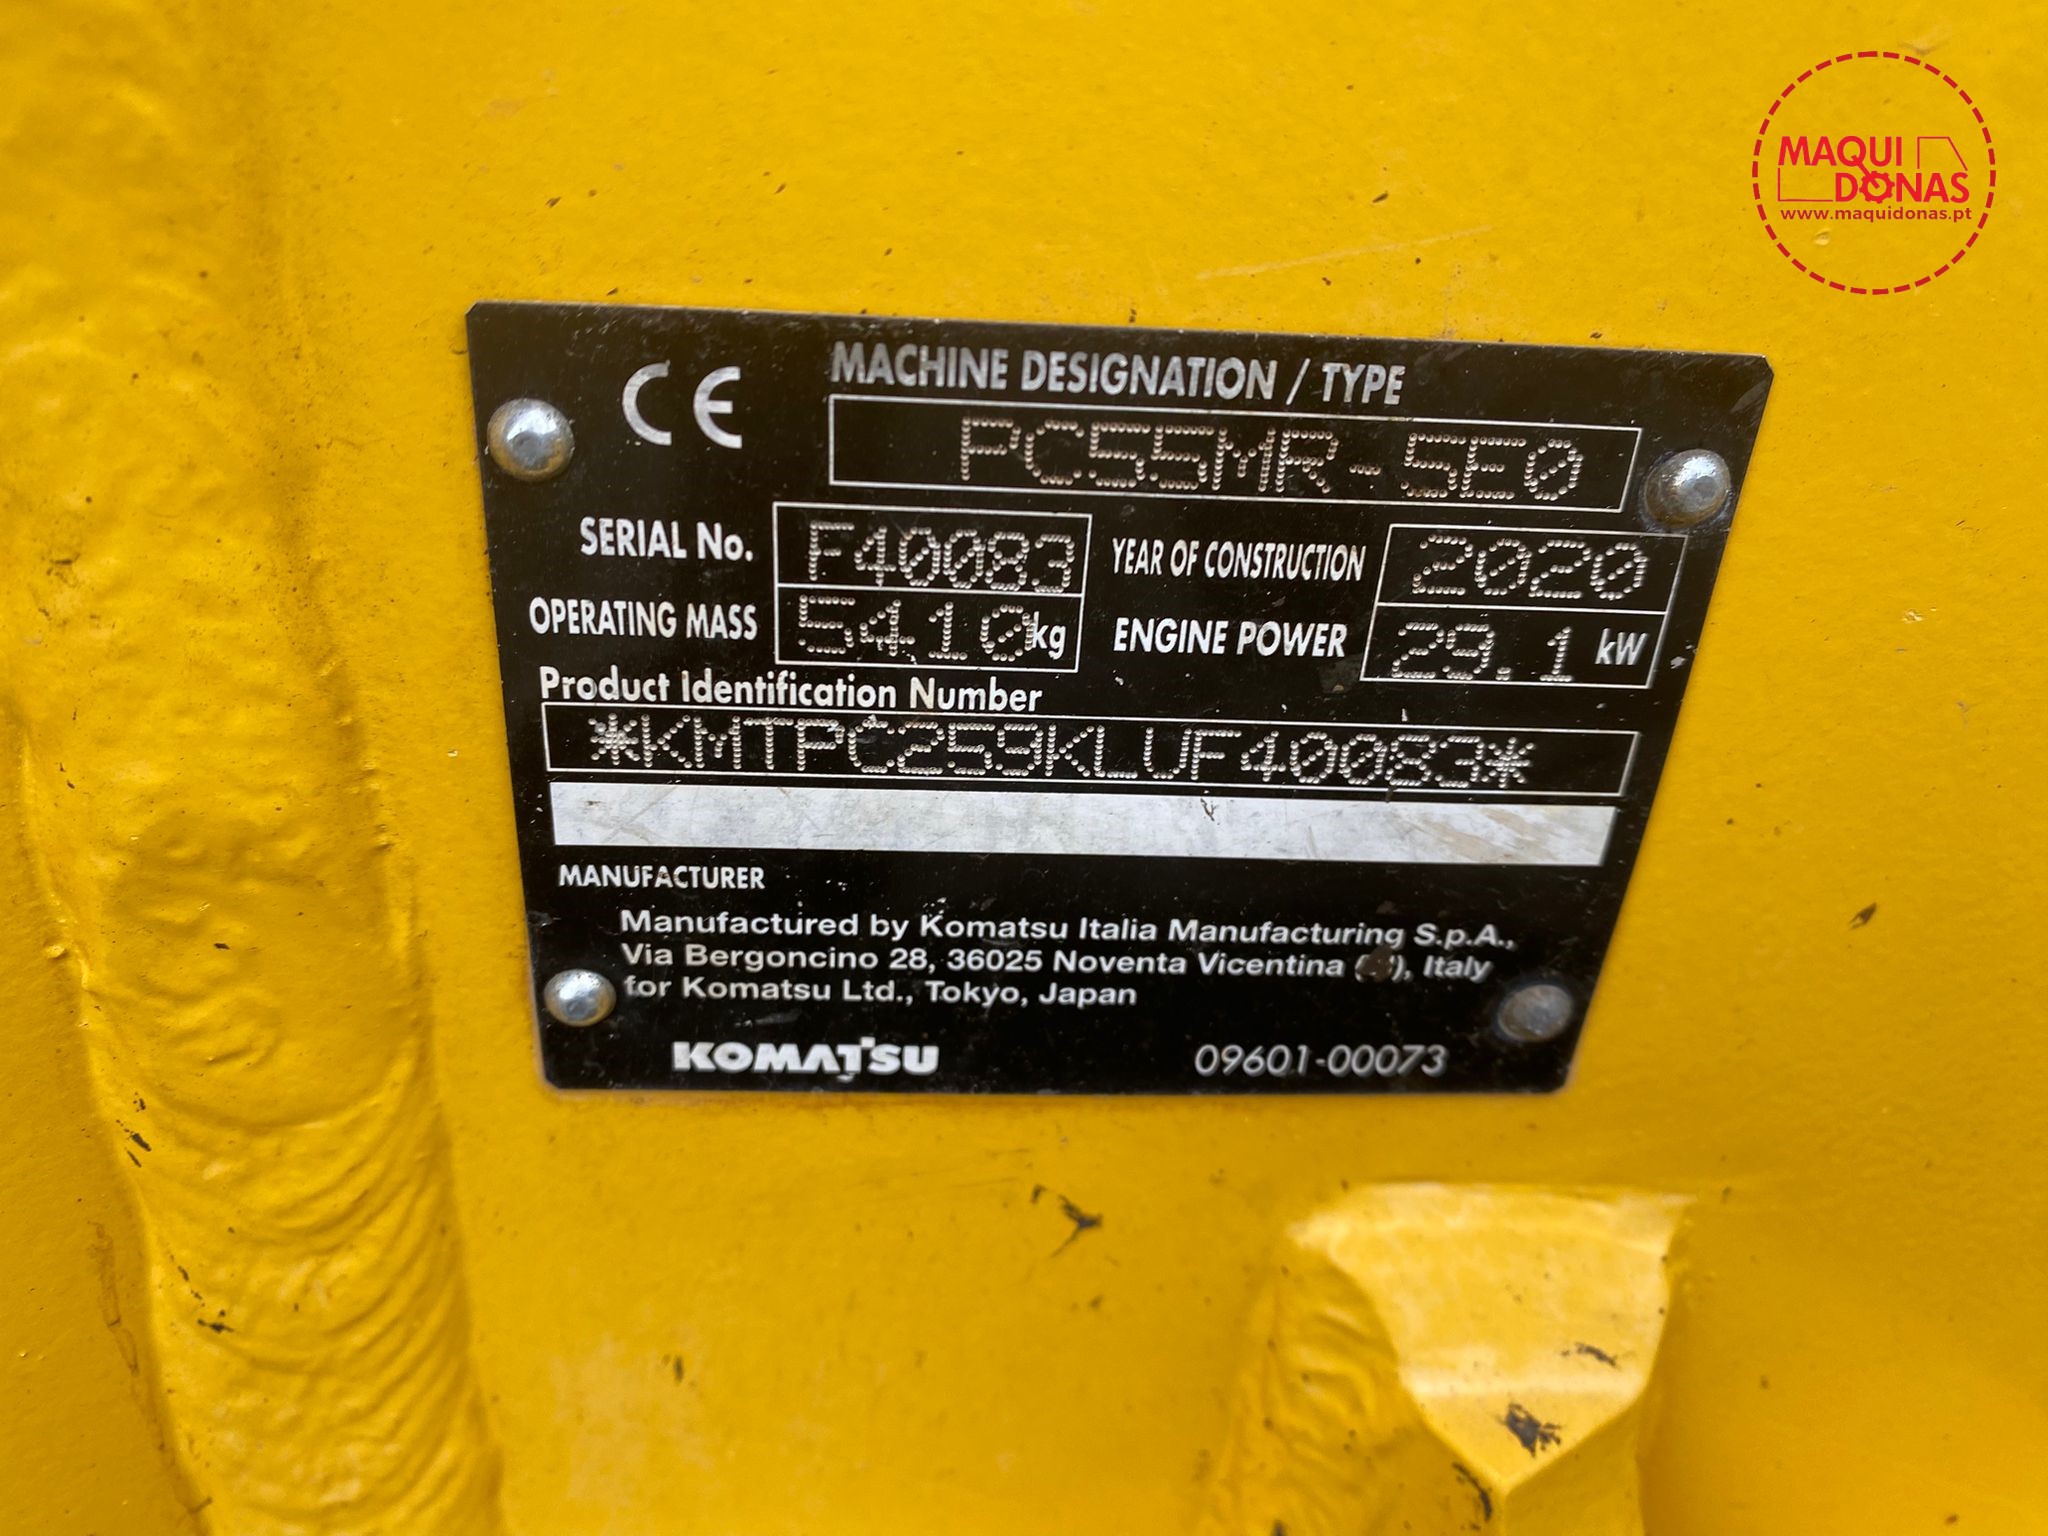 MAQUI
DONAS
www.maquidonas.pt
CE
MACHINE DESIGNATION / TYPE
PC55MR-5E0
SERIAL No. F40083 YEAR OF CONSTRUCTION 2020
OPERATING MASS 5410 kg ENGINE POWER 29.1 kW
Product Identification Number
*KMTPC259KLUF40083*
MANUFACTURER
Manufactured by Komatsu Italia Manufacturing S.p.A.,
Via Bergoncino 28, 36025 Noventa Vicentina Italy
for Komatsu Ltd., Tokyo, Japan
KOMATSU 09601-00073